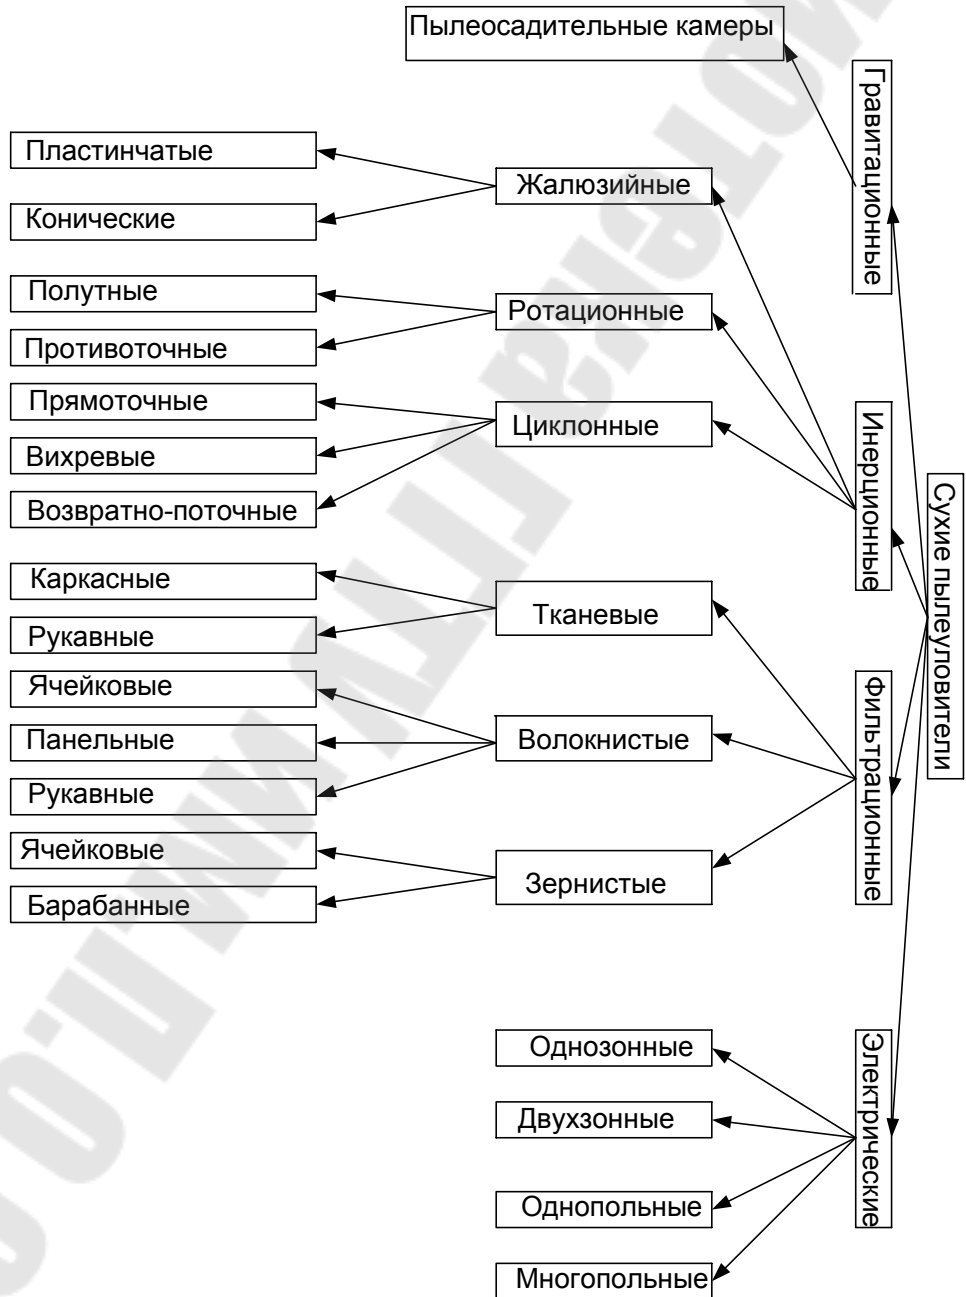 Пылеосадительные камеры
Гравитационные
Пластинчатые
Жалюзийные
Конические
Полутные
Ротационные
Противоточные
Прямоточные
Циклонные
Инерционные
Вихревые
Возвратно-поточные
Сухие пылеуловители
Каркасные
Тканевые
Рукавные
Ячейковые
Фильтрационные
Панельные
Волокнистые
Рукавные
Ячейковые
Зернистые
Барабанные
Однозонные
Электрические
Двухзонные
Однопольные
Многопольные